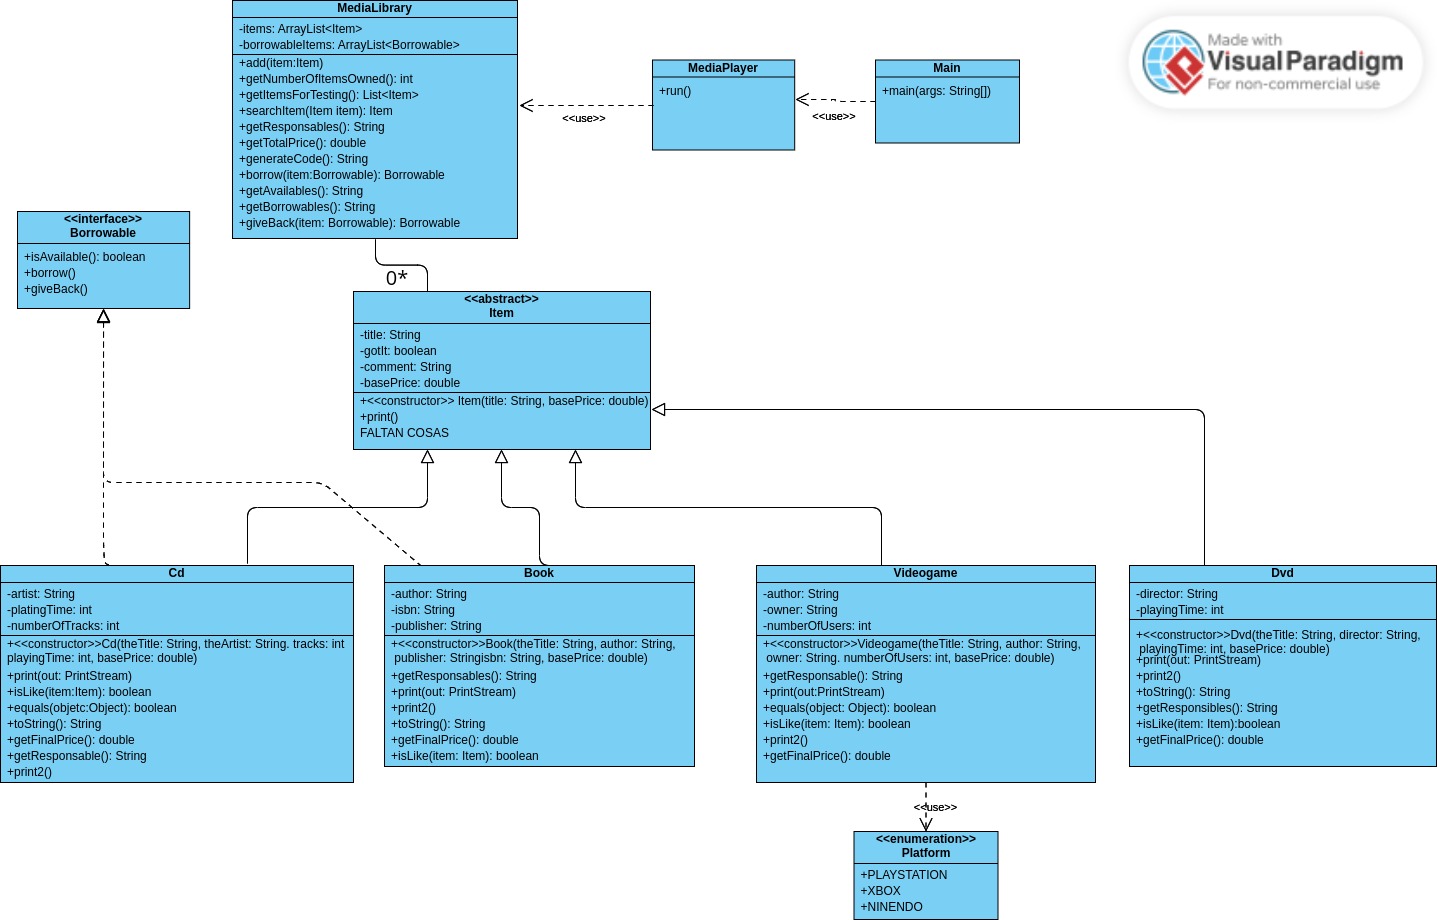 MediaLibrary
-items: ArrayList<Item>
-borrowableItems: ArrayList<Borrowable>
+add(item:Item)
+getNumberOfItemsOwned(): int
+getItemsForTesting(): List<Item>
+searchItem(Item item): Item
+getResponsables(): String
+getTotalPrice(): double
+generateCode(): String
+borrow(item:Borrowable): Borrowable
+getAvailables(): String
+getBorrowables(): String
+giveBack(item: Borrowable): Borrowable
<<use>>
MediaPlayer
+run()
<<use>>
Main
+main(args: String[])
Made with
VisualParadigm
For non-commercial use
<<interface>>
Borrowable
+isAvailable(): boolean
+borrow()
+giveBack()
0*
<<abstract>>
Item
-title: String
-gotIt: boolean
-comment: String
-basePrice: double
+<<constructor>> Item(title: String, basePrice: double)
+print()
FALTAN COSAS
Cd
-artist: String
-platingTime: int
-numberOfTracks: int
+<<constructor>>Cd(theTitle: String, theArtist: String. tracks: int
playingTime: int, basePrice: double)
+print(out: PrintStream)
+isLike(item:Item): boolean
+equals(objetc:Object): boolean
+toString(): String
+getFinalPrice(): double
+getResponsable(): String
+print2()
Book
-author: String
-isbn: String
-publisher: String
+<<constructor>>Book(theTitle: String, author: String,
publisher: Stringisbn: String, basePrice: double)
+getResponsables(): String
+print(out: PrintStream)
+print2()
+toString(): String
+getFinalPrice(): double
+isLike(item: Item): boolean
Videogame
-author: String
-owner: String
-numberOfUsers: int
+<<constructor>>Videogame(theTitle: String, author: String,
owner: String. numberOfUsers: int, basePrice: double)
+getResponsable(): String
+print(out:PrintStream)
+equals(object: Object): boolean
+isLike(item: Item): boolean
+print2()
+getFinalPrice(): double
Dvd
-director: String
-playingTime: int
+<<constructor>>Dvd(theTitle: String, director: String,
playingTime: int, basePrice: double)
+print(out: PrintStream)
+print2()
+toString(): String
+getResponsibles(): String
+isLike(item: Item):boolean
+getFinalPrice(): double
<<use>>
<<enumeration>>
Platform
+PLAYSTATION
+XBOX
+NINENDO